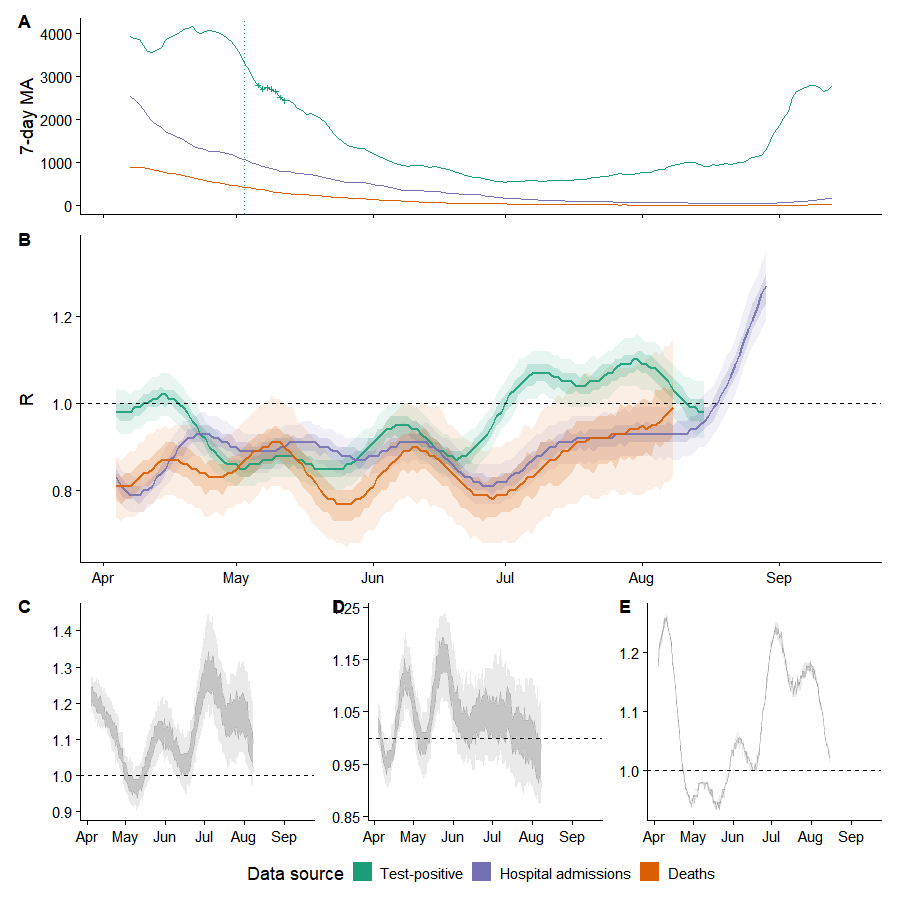 A
4000
3000
2000
1000
0
7-day MA
B
1.2
1.0
0.8
R
Apr May Jun Jul Aug Sep
C
1.4
1.3
1.2
1.1
1.0
0.9
Apr May Jun Jul Aug Sep
D
1.25
1.15
1.05
0.95
0.85
Apr May Jun Jul Aug Sep
E
1.2
1.1
1.0
Apr May Jun Jul Aug Sep
Data source Test-positive Hospital admissions Deaths